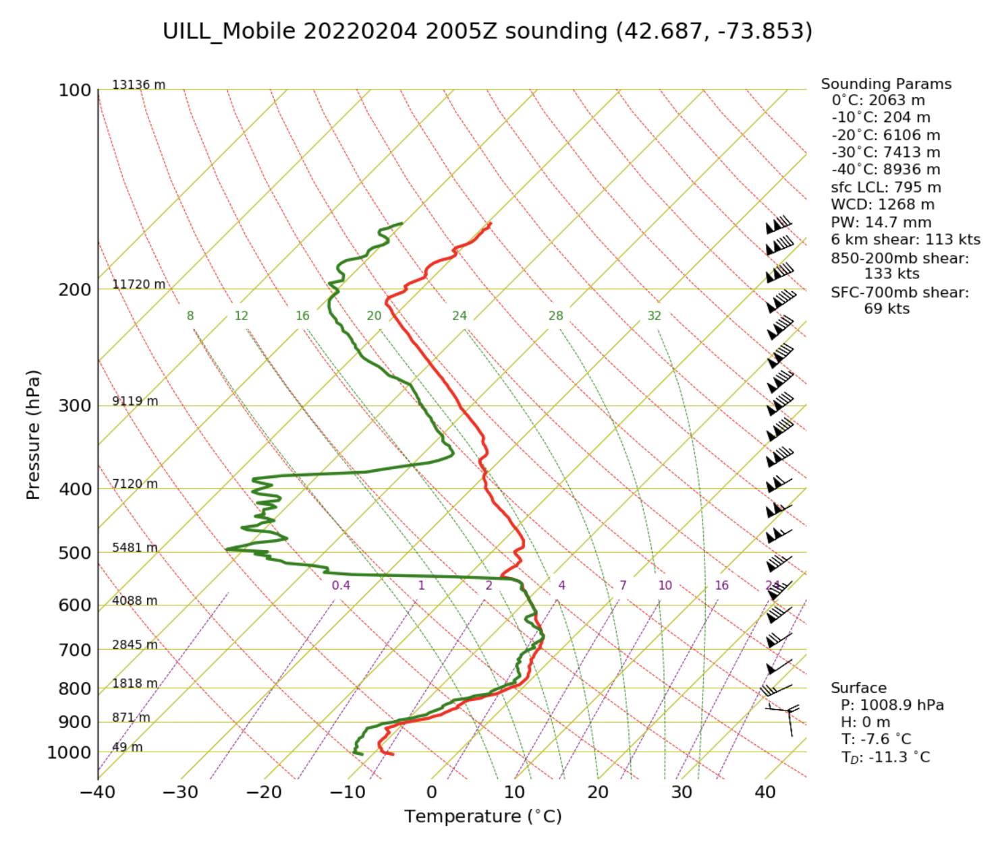 UILL_Mobile 20220204 2005Z sounding (42.687, -73.853)
100
13136 m
Sounding Params
0°C: 2063 m
-10°C: 204 m
-20°C: 6106 m
-30°C: 7413 m
-40°C: 8936 m
sfc LCL: 795 m
WCD: 1268 m
PW: 14.7 mm
6 km shear: 113 kts
850-200mb shear:
133 kts
SFC-700mb shear:
69 kts
200
11720 m
8 12 16 20 24 28 32
Pressure (hPa)
300
9119 m
400
7120 m
500
5481 m
0.4 1 2 4 7 10 16 24
600
4088 m
700
2845 m
800
1818 m
900
871 m
1000
49 m
Surface
P: 1008.9 hPa
H: 0 m
T: -7.6 °C
T_D: -11.3 °C
−40 −30 −20 −10 0 10 20 30 40
Temperature (°C)